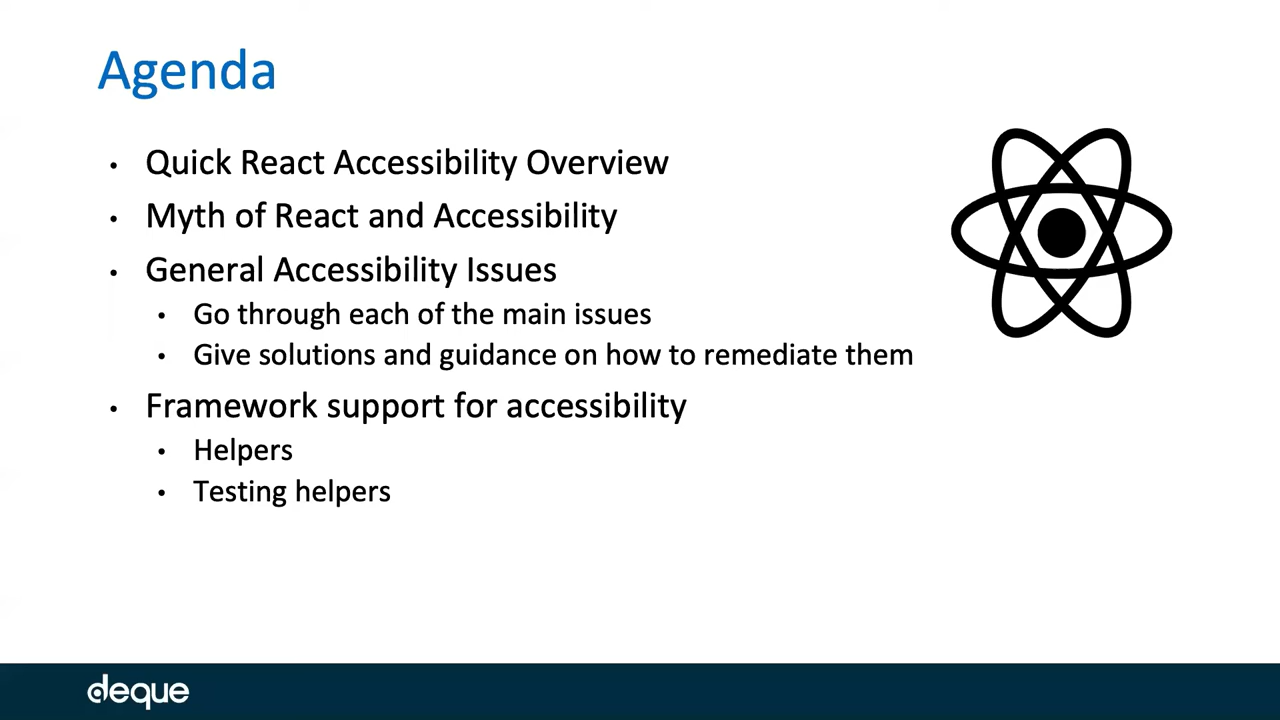 Agenda
• Quick React Accessibility Overview
• Myth of React and Accessibility
• General Accessibility Issues
• Go through each of the main issues
• Give solutions and guidance on how to remediate them
• Framework support for accessibility
• Helpers
• Testing helpers
deque